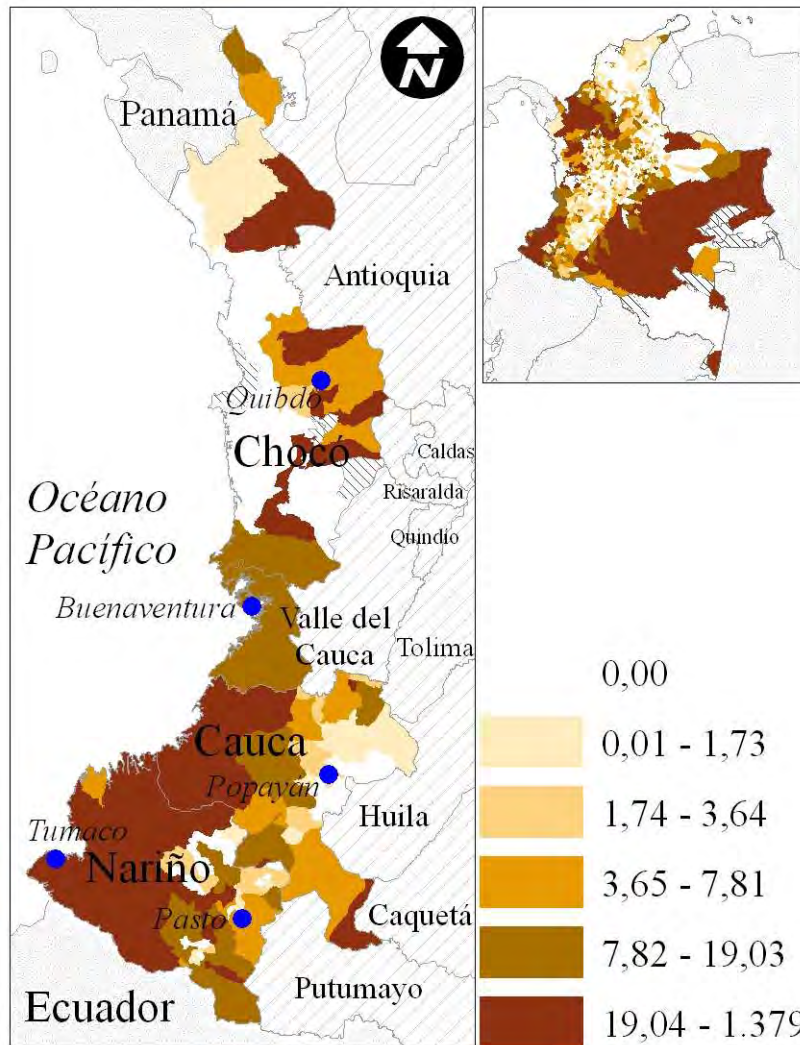 N
Panamá
Antioquia
Quibdo
Chocó
Caldas
Risaralda
Océano
Pacífico
Quindío
Buenaventura
Valle del
Cauca
Tolima
Cauca
Popayan
Huila
Tumaco
Nariño
Pasto
Caquetá
Putumayo
Ecuador
0,00
0,01 - 1,73
1,74 - 3,64
3,65 - 7,81
7,82 - 19,03
19,04 - 1.379